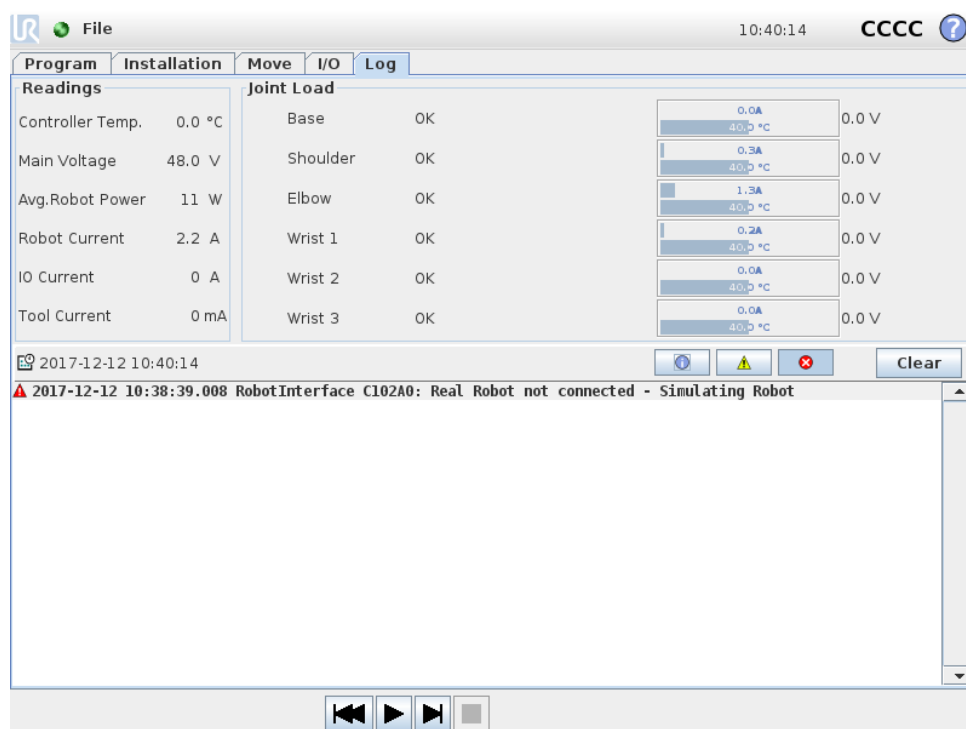 UR File 10:40:14 CCCC ?
Program Installation Move I/O Log
Readings Joint Load
Controller Temp. 0.0 °C
Main Voltage 48.0 V
Avg.Robot Power 11 W
Robot Current 2.2 A
IO Current 0 A
Tool Current 0 mA
Base OK 0.0A 40.0 °C 0.0 V
Shoulder OK 0.3A 40.0 °C 0.0 V
Elbow OK 1.3A 40.0 °C 0.0 V
Wrist 1 OK 0.2A 40.0 °C 0.0 V
Wrist 2 OK 0.0A 40.0 °C 0.0 V
Wrist 3 OK 0.0A 40.0 °C 0.0 V
2017-12-12 10:40:14 Clear
2017-12-12 10:38:39.008 RobotInterface C102A0: Real Robot not connected - Simulating Robot